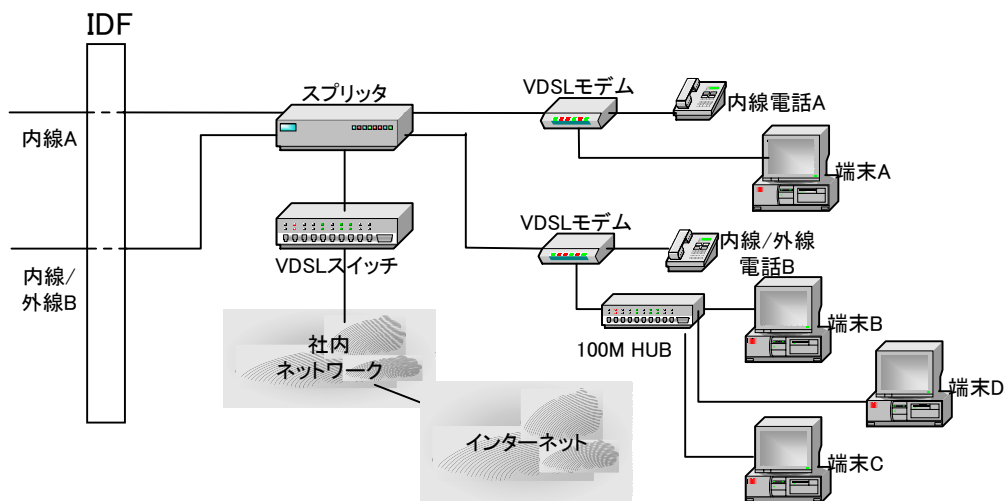 IDF
スプリッタ
VDSLモデム
内線電話A
内線A
端末A
VDSLスイッチ
VDSLモデム
内線/外線
電話B
内線/
外線B
100M HUB
端末B
社内
ネットワーク
端末D
インターネット
端末C